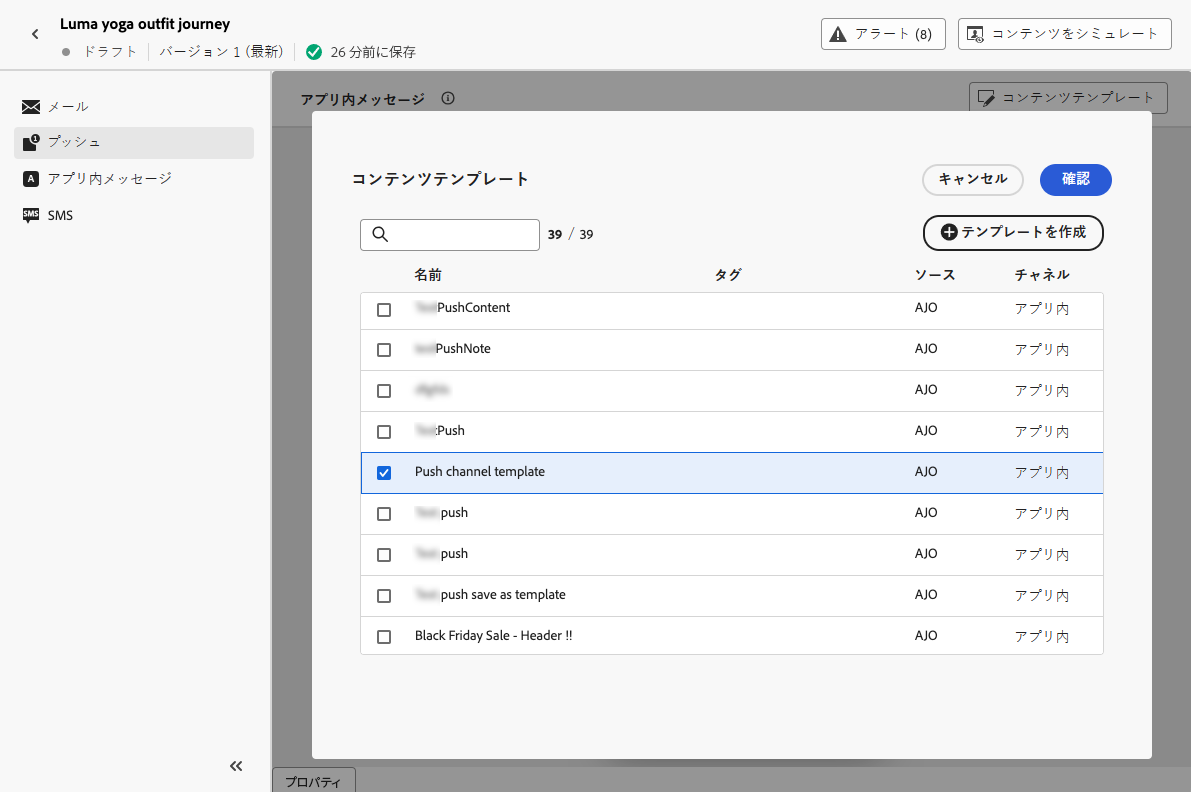 Luma yoga outfit journey
ドラフト バージョン 1 (最新) 26 分前に保存
アラート (8)
コンテンツをシミュレート
メール
プッシュ
アプリ内メッセージ
SMS SMS
アプリ内メッセージ
コンテンツテンプレート
コンテンツテンプレート
キャンセル
確認
39 / 39
テンプレートを作成
名前 タグ ソース チャネル
PushContent AJO アプリ内
PushNote AJO アプリ内
AJO アプリ内
Push AJO アプリ内
Push channel template AJO アプリ内
push AJO アプリ内
push AJO アプリ内
push save as template AJO アプリ内
Black Friday Sale - Header !! AJO アプリ内
プロパティ